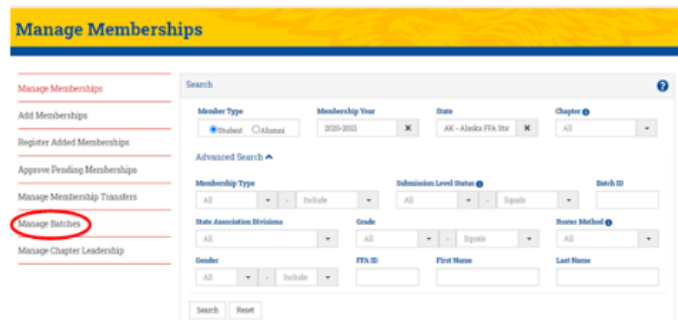 Manage Memberships
Manage Memberships
Add Memberships
Register Added Memberships
Approve Pending Memberships
Manage Membership Transfers
Manage Batches
Manage Chapter Leadership
Search
Member Type Membership Year State Chapter
Student Alumni 2020-2021 AK - Alaska FFA Sta All
Advanced Search
Membership Type Submission Level Status Batch ID
All - Include All - Equals
State Association Divisions Grade Roster Method
All All - Equals All
Gender FFA ID First Name Last Name
All - Include
Search Reset